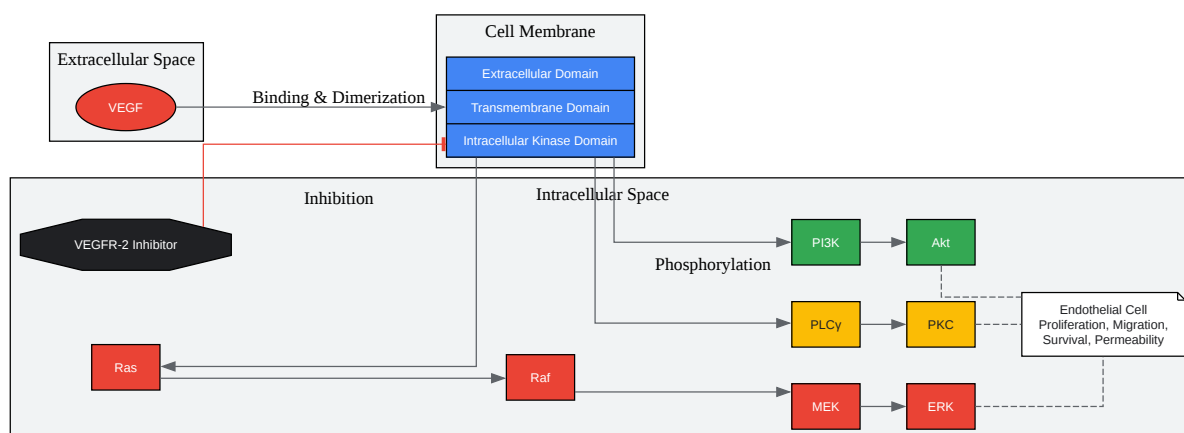 Cell Membrane
Extracellular Space
Extracellular Domain
VEGF
Binding & Dimerization
Transmembrane Domain
Intracellular Kinase Domain
Inhibition
Intracellular Space
VEGFR-2 Inhibitor
PI3K
Akt
Phosphorylation
Endothelial Cell
Proliferation, Migration,
Survival, Permeability
PLCγ
PKC
Ras
Raf
MEK
ERK